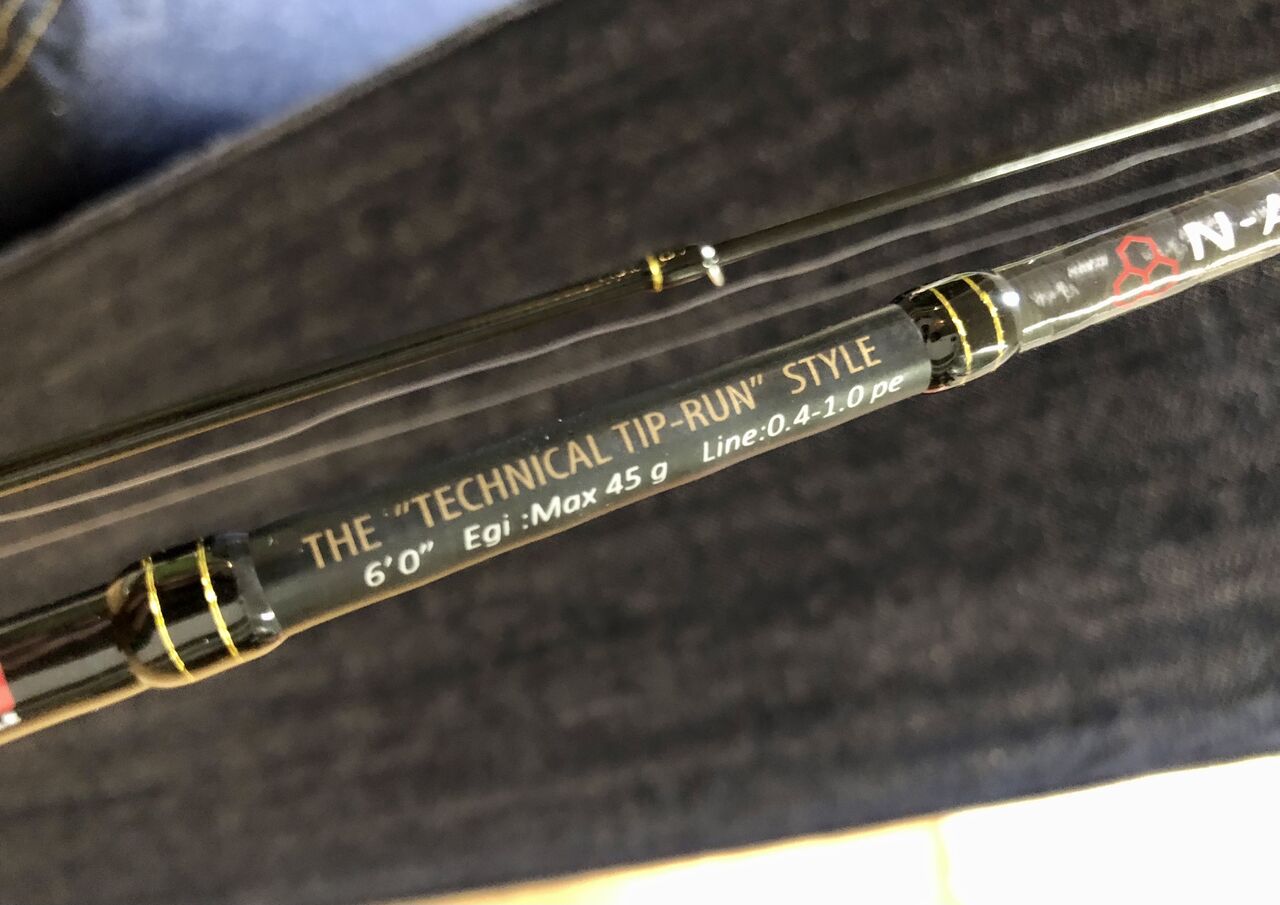 THE "TECHNICAL TIP-RUN" STYLE
6'0" Egi :Max 45 g Line:0.4-1.0 pe
N-A